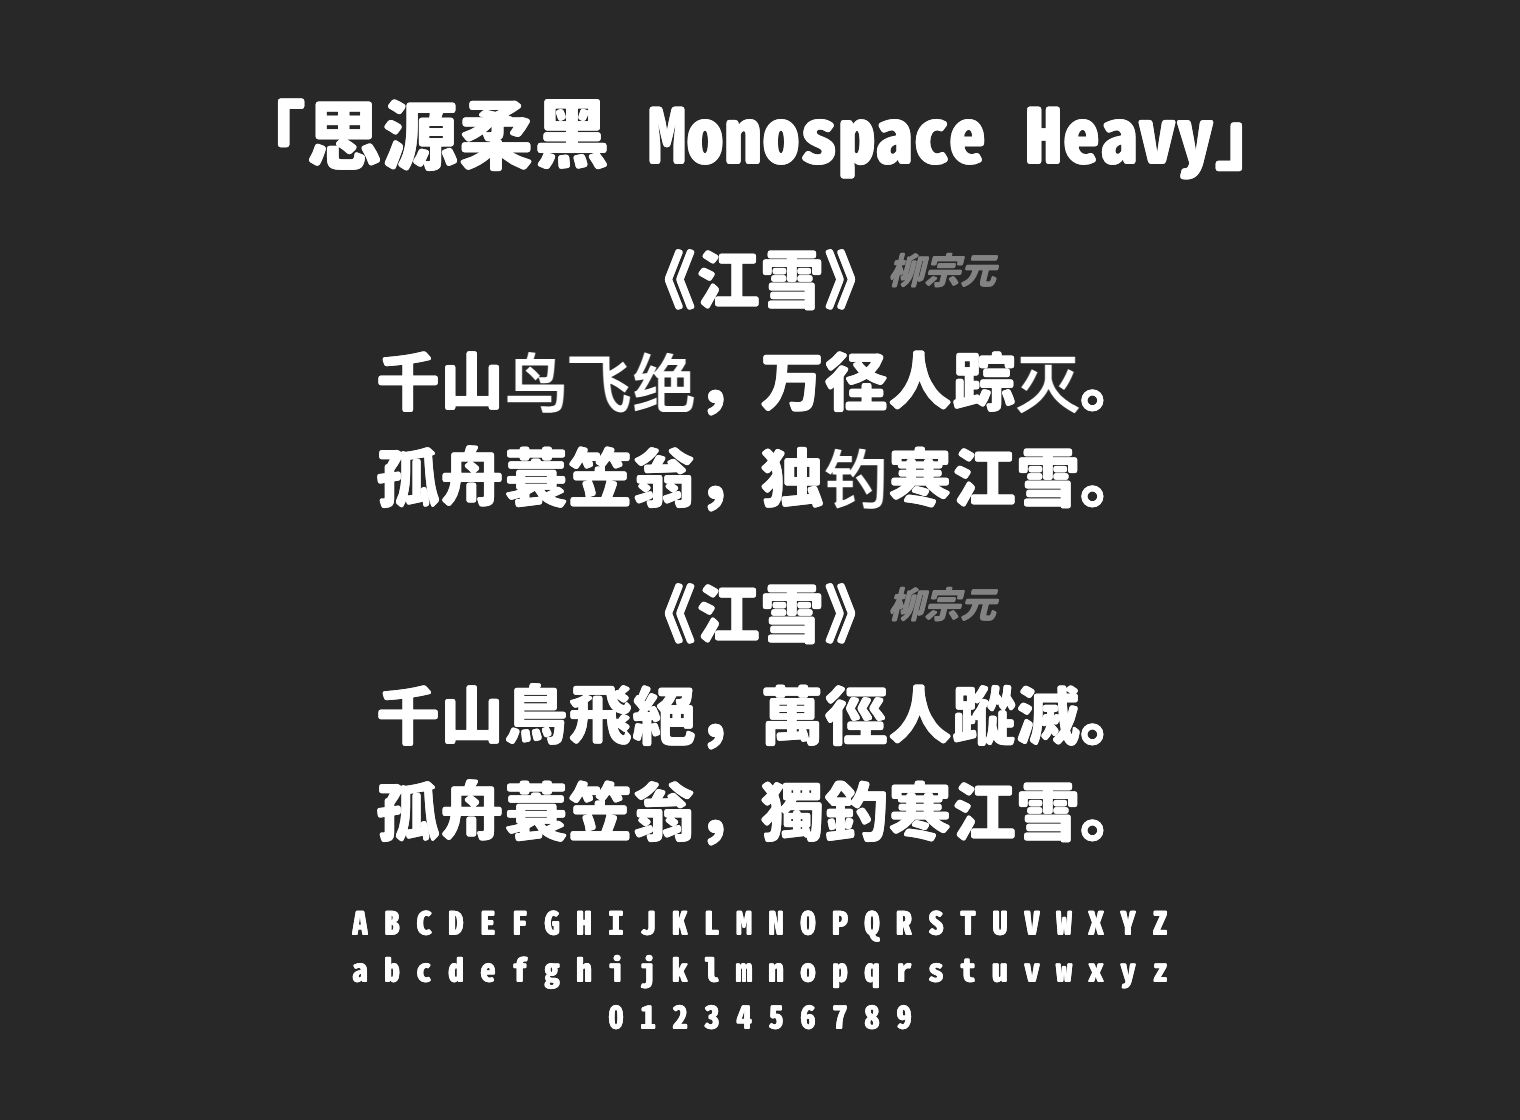 「思源柔黑 Monospace Heavy」
《江雪》 柳宗元
千山鸟飞绝，万径人踪灭。
孤舟蓑笠翁，独钓寒江雪。
《江雪》 柳宗元
千山鳥飛絕，萬徑人蹤滅。
孤舟蓑笠翁，獨釣寒江雪。
A B C D E F G H I J K L M N O P Q R S T U V W X Y Z
a b c d e f g h i j k l m n o p q r s t u v w x y z
0 1 2 3 4 5 6 7 8 9